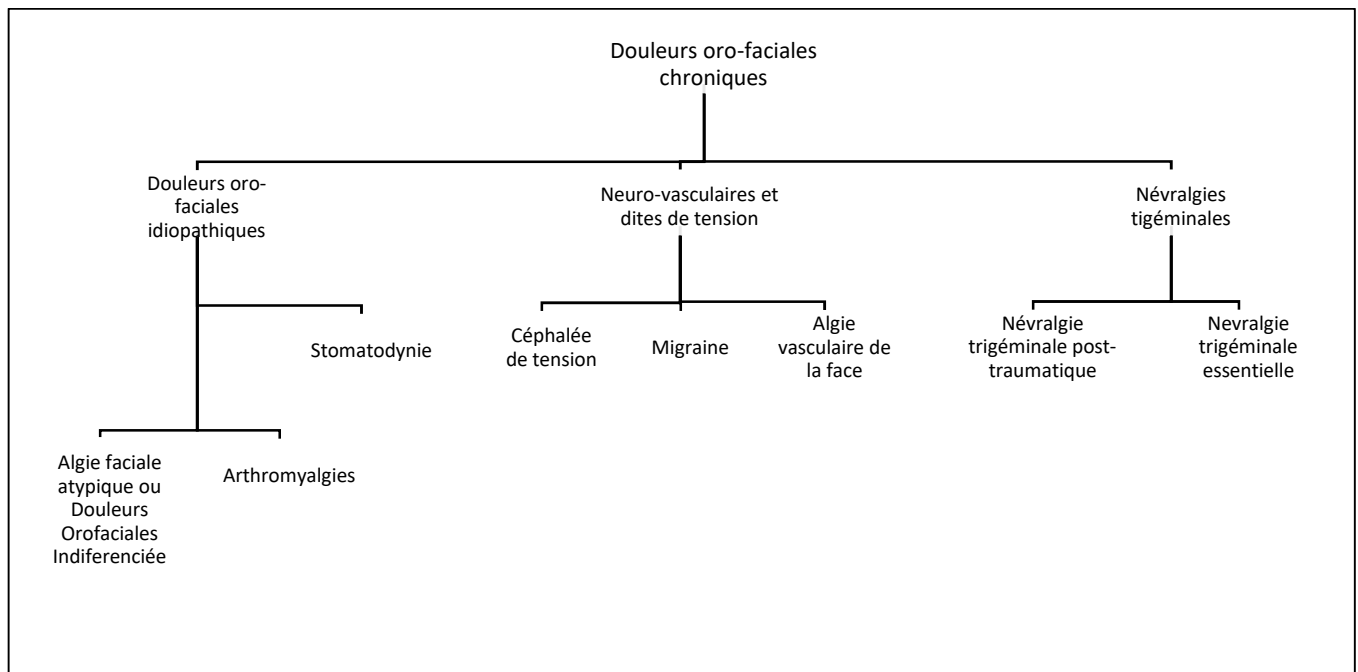 Douleurs oro-faciales
chroniques
Douleurs oro-
faciales
idiopathiques
Neuro-vasculaires et
dites de tension
Névralgies
tigéminales
Stomatodynie
Céphalée
de tension
Migraine
Algie
vasculaire de
la face
Névralgie
trigéminale post-
traumatique
Nevralgie
trigéminale
essentielle
Algie faciale
atypique ou
Douleurs
Orofaciales
Indiferenciée
Arthromyalgies